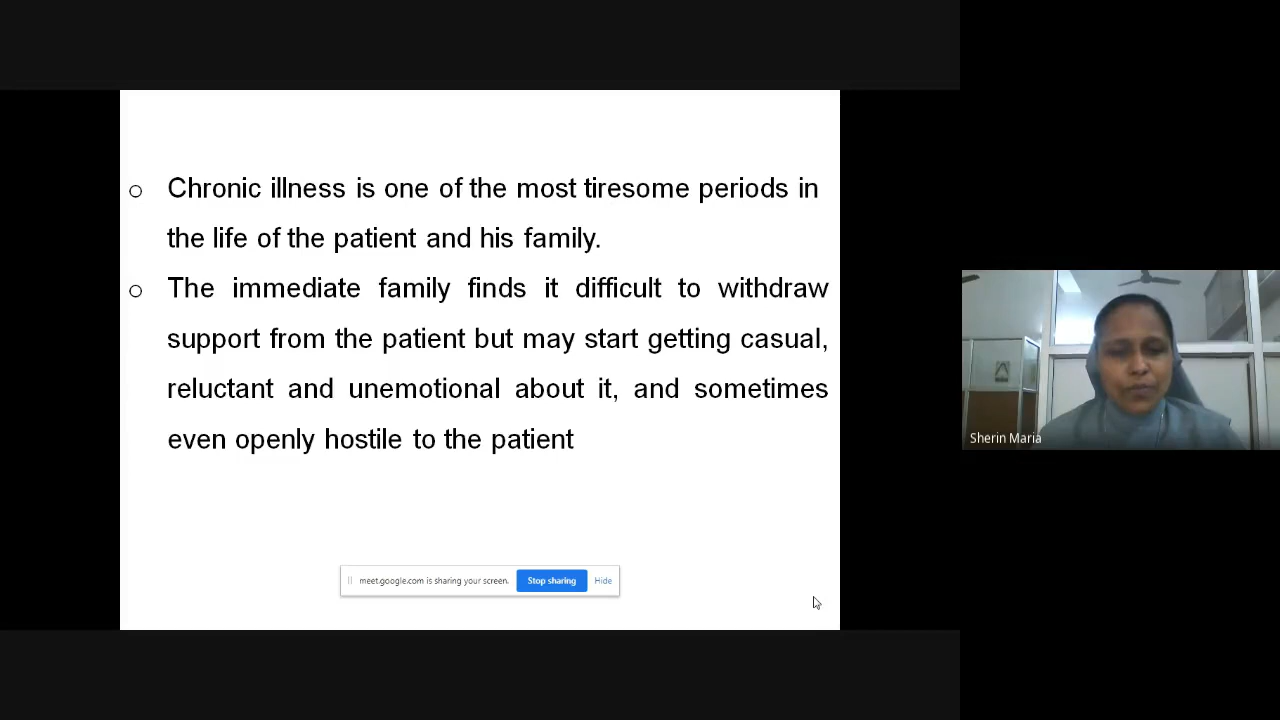 Chronic illness is one of the most tiresome periods in
the life of the patient and his family.
The immediate family finds it difficult to withdraw
support from the patient but may start getting casual,
reluctant and unemotional about it, and sometimes
even openly hostile to the patient
meet.google.com is sharing your screen.
Stop sharing
Hide
Sherin Maria